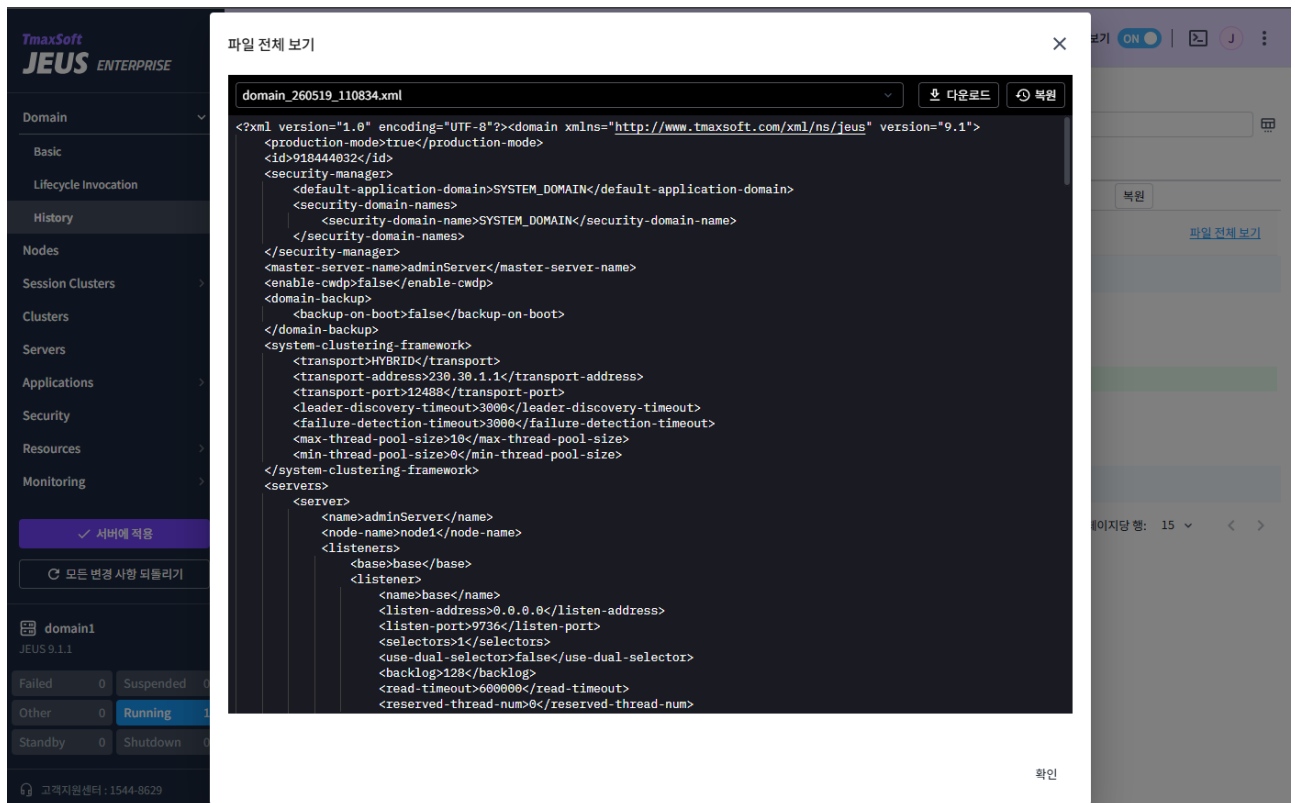 TmaxSoft
JEUS ENTERPRISE
Domain
Basic
Lifecycle Invocation
History
Nodes
Session Clusters
Clusters
Servers
Applications
Security
Resources
Monitoring
서버에 적용
모든 변경 사항 되돌리기
domain1
JEUS 9.1.1
Failed 0 Suspended 0
Other 0 Running 1
Standby 0 Shutdown 0
고객지원센터 : 1544-8629
파일 전체 보기
domain_260519_110834.xml
다운로드
복원
<?xml version="1.0" encoding="UTF-8"?><domain xmlns="http://www.tmaxsoft.com/xml/ns/jeus" version="9.1">
<production-mode>true</production-mode>
<id>918444032</id>
<security-manager>
<default-application-domain>SYSTEM_DOMAIN</default-application-domain>
<security-domain-names>
<security-domain-name>SYSTEM_DOMAIN</security-domain-name>
</security-domain-names>
</security-manager>
<master-server-name>adminServer</master-server-name>
<enable-cwdp>false</enable-cwdp>
<domain-backup>
<backup-on-boot>false</backup-on-boot>
</domain-backup>
<system-clustering-framework>
<transport>HYBRID</transport>
<transport-address>230.30.1.1</transport-address>
<transport-port>12488</transport-port>
<leader-discovery-timeout>3000</leader-discovery-timeout>
<failure-detection-timeout>3000</failure-detection-timeout>
<max-thread-pool-size>10</max-thread-pool-size>
<min-thread-pool-size>0</min-thread-pool-size>
</system-clustering-framework>
<servers>
<server>
<name>adminServer</name>
<node-name>node1</node-name>
<listeners>
<base>base</base>
<listener>
<name>base</name>
<listen-address>0.0.0.0</listen-address>
<listen-port>9736</listen-port>
<selectors>1</selectors>
<use-dual-selector>false</use-dual-selector>
<backlog>128</backlog>
<read-timeout>600000</read-timeout>
<reserved-thread-num>0</reserved-thread-num>
확인
보기 ON
J
복원
파일 전체 보기
페이지당 행: 15